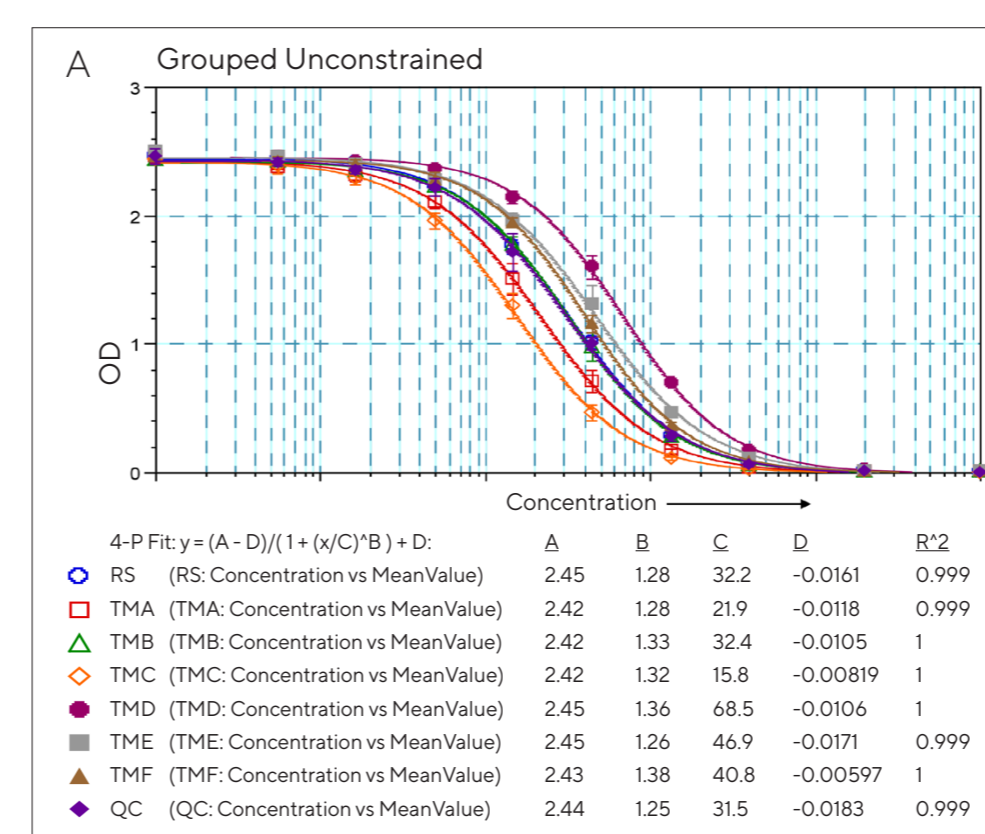 A Grouped Unconstrained
3
2
1
0
OD
Concentration
4-P Fit: y = (A - D)/( 1 + (x/C)^B ) + D: A B C D R^2
RS (RS: Concentration vs MeanValue) 2.45 1.28 32.2 -0.0161 0.999
TMA (TMA: Concentration vs MeanValue) 2.42 1.28 21.9 -0.0118 0.999
TMB (TMB: Concentration vs MeanValue) 2.42 1.33 32.4 -0.0105 1
TMC (TMC: Concentration vs MeanValue) 2.42 1.32 15.8 -0.00819 1
TMD (TMD: Concentration vs MeanValue) 2.45 1.36 68.5 -0.0106 1
TME (TME: Concentration vs MeanValue) 2.45 1.26 46.9 -0.0171 0.999
TMF (TMF: Concentration vs MeanValue) 2.43 1.38 40.8 -0.00597 1
QC (QC: Concentration vs MeanValue) 2.44 1.25 31.5 -0.0183 0.999